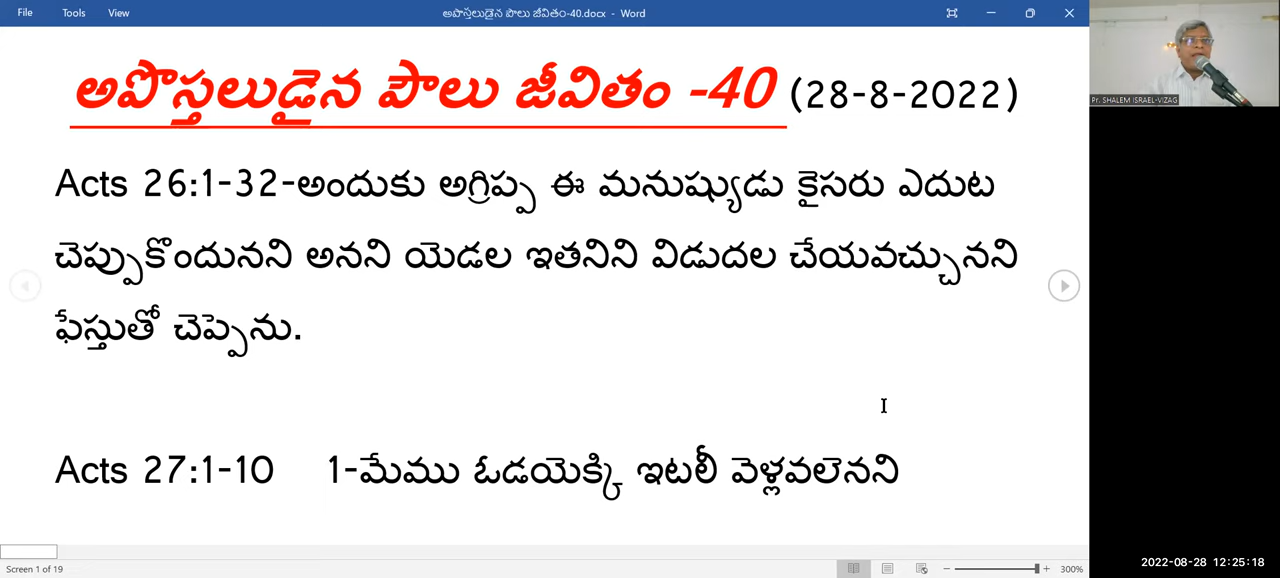 File Tools View అపొస్తలుడైన పౌలు జీవితం-40.docx - Word
అపొస్తలుడైన పౌలు జీవితం -40 (28-8-2022)
Pr. SHALEM ISRAEL-VIZAG
Acts 26:1-32-అందుకు అగ్రిప్ప ఈ మనుష్యుడు కైసరు ఎదుట
చెప్పుకొందునని అనని యెడల ఇతనిని విడుదల చేయవచ్చునని
ఫేస్తుతో చెప్పెను.
Acts 27:1-10 1-మేము ఓడయెక్కి ఇటలీ వెళ్లవలెనని
Screen 1 of 19 300%
2022-08-28 12:25:18